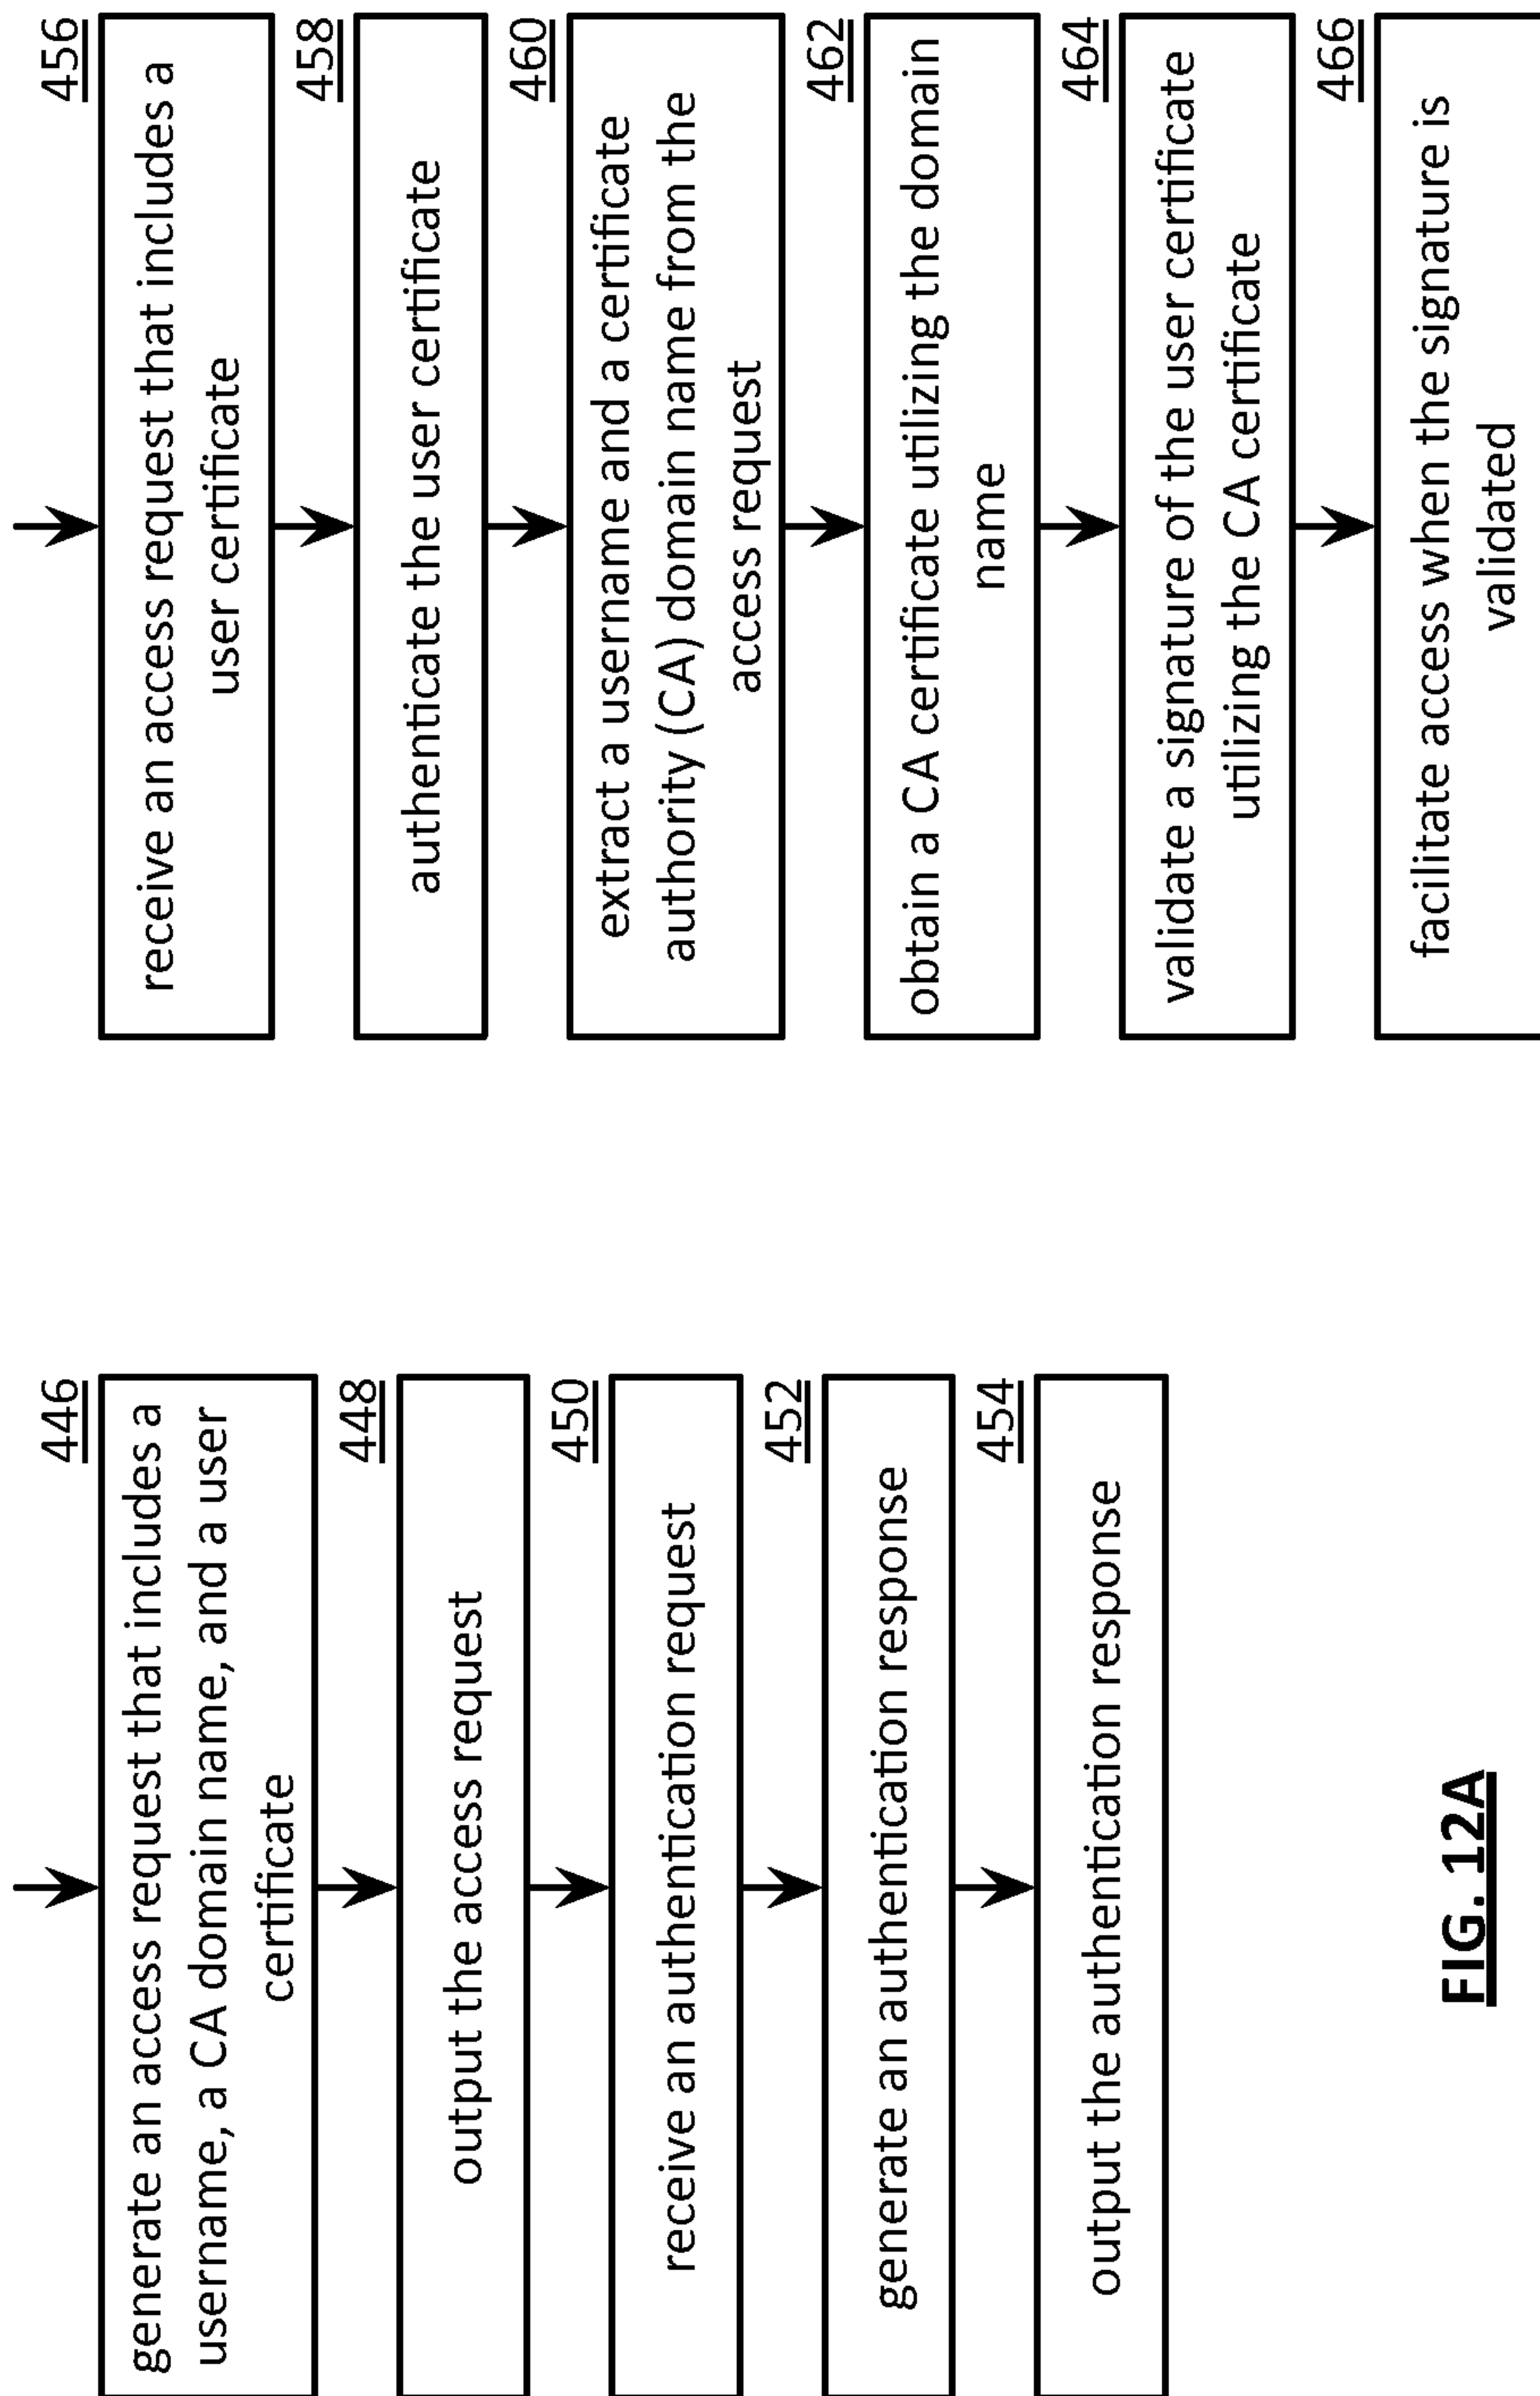 446
generate an access request that includes a
username, a CA domain name, and a user
certificate
448
output the access request
450
receive an authentication request
452
generate an authentication response
454
output the authentication response
FIG. 12A
456
receive an access request that includes a
user certificate
458
authenticate the user certificate
460
extract a username and a certificate
authority (CA) domain name from the
access request
462
obtain a CA certificate utilizing the domain
name
464
validate a signature of the user certificate
utilizing the CA certificate
466
facilitate access when the signature is
validated